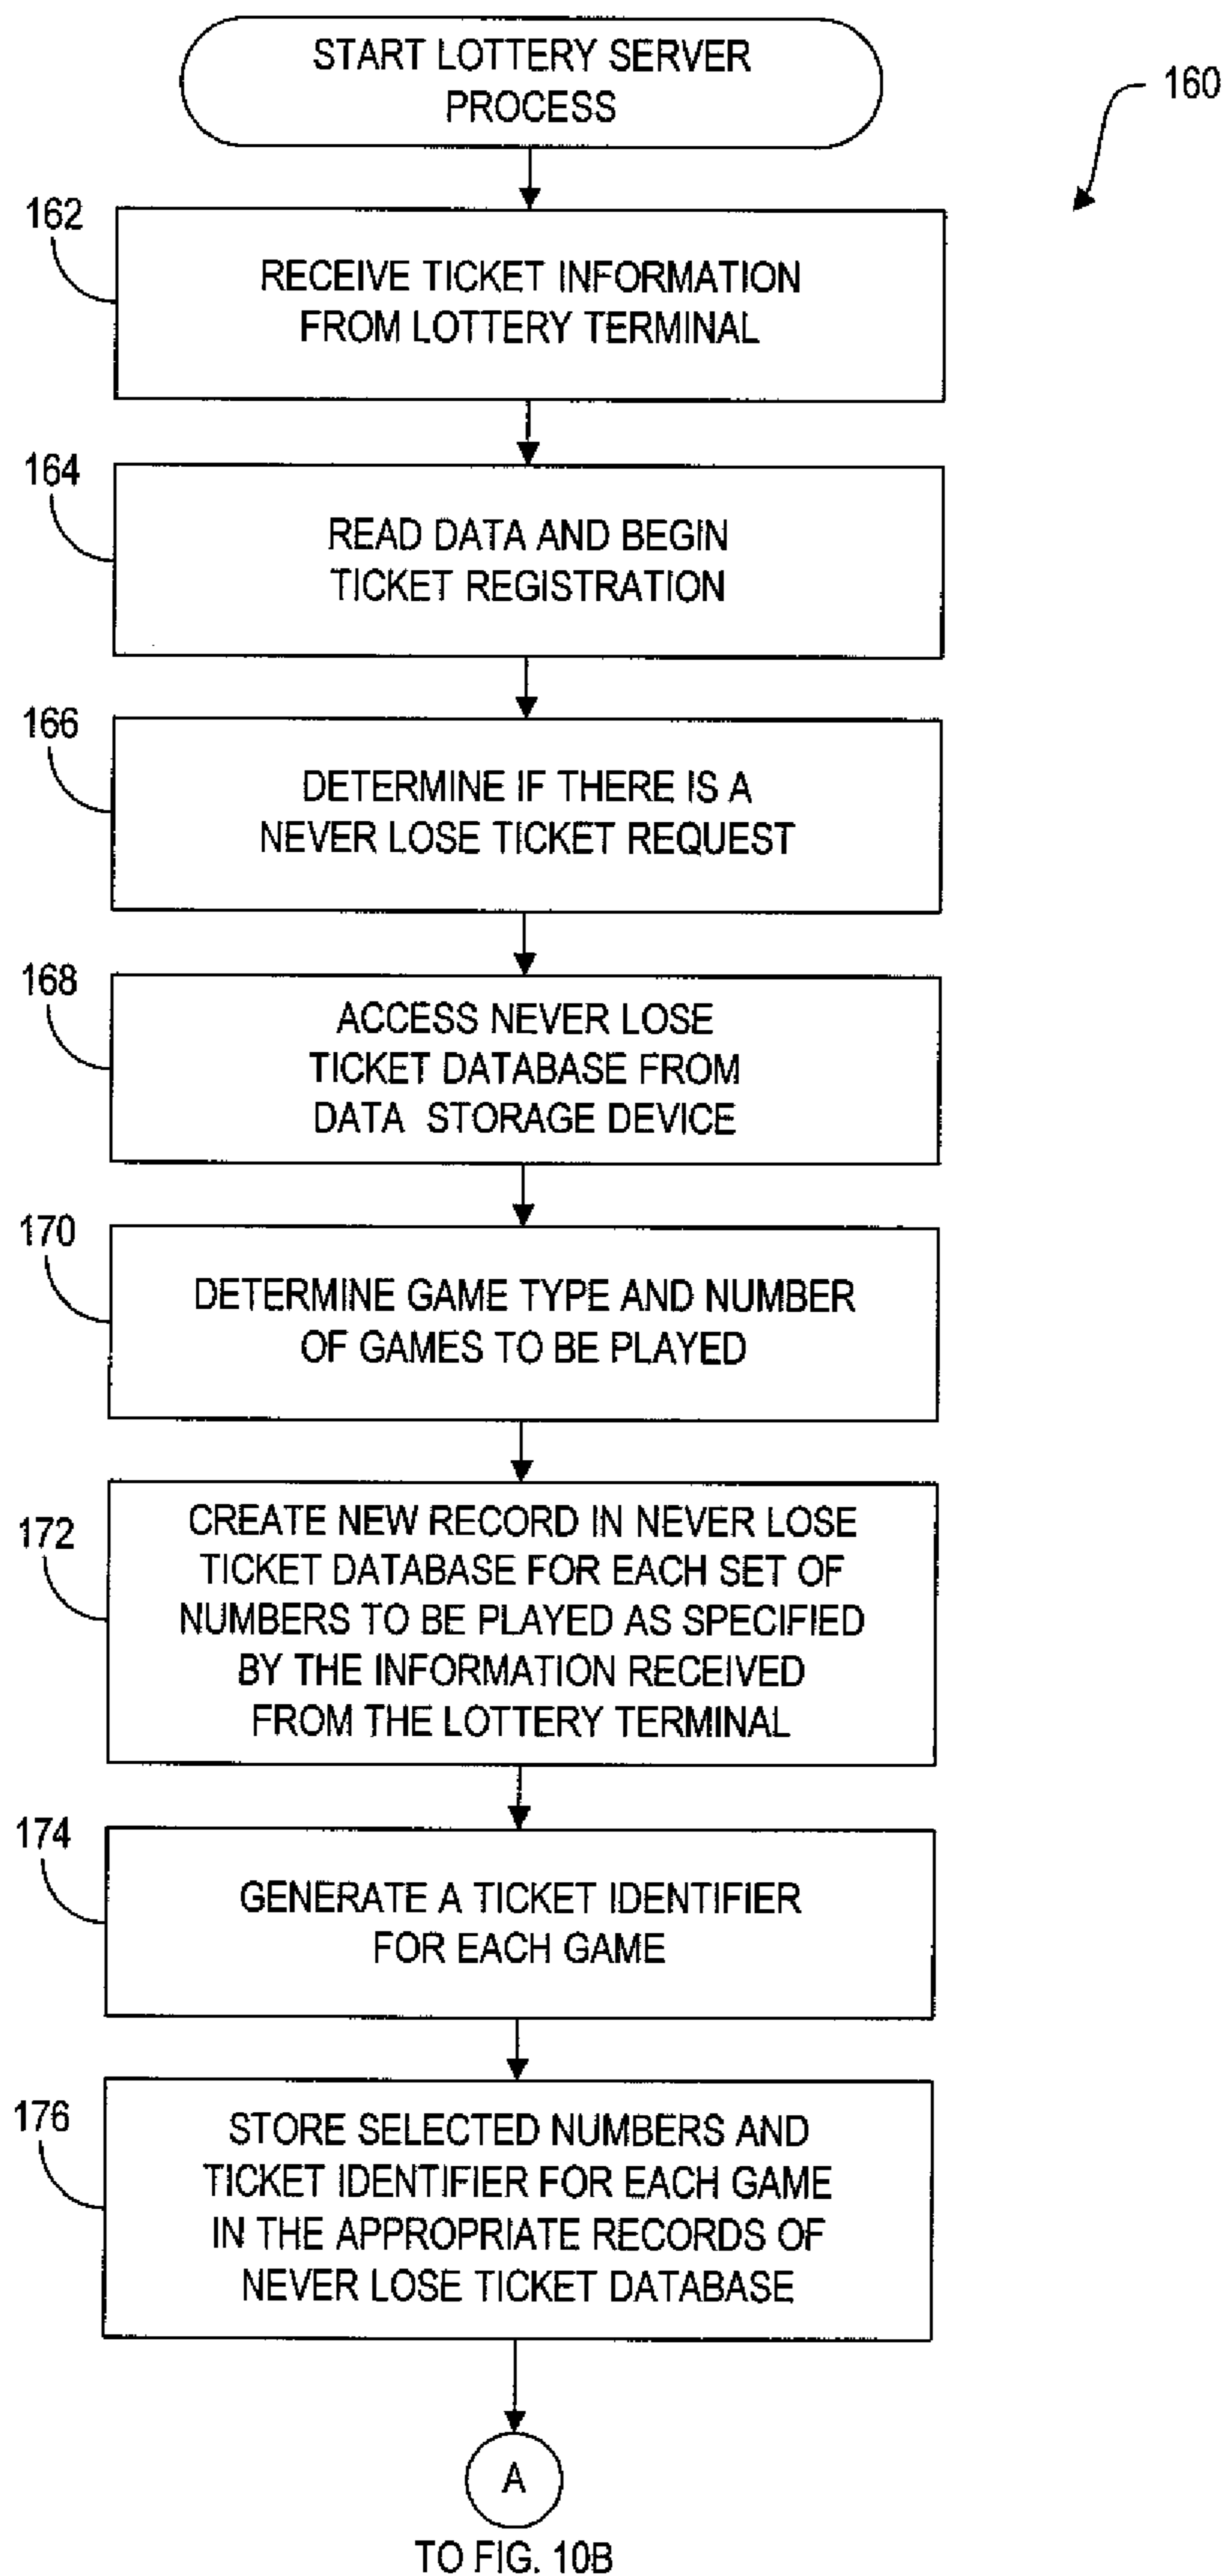 START LOTTERY SERVER
PROCESS
160
162
RECEIVE TICKET INFORMATION
FROM LOTTERY TERMINAL
164
READ DATA AND BEGIN
TICKET REGISTRATION
166
DETERMINE IF THERE IS A
NEVER LOSE TICKET REQUEST
168
ACCESS NEVER LOSE
TICKET DATABASE FROM
DATA STORAGE DEVICE
170
DETERMINE GAME TYPE AND NUMBER
OF GAMES TO BE PLAYED
172
CREATE NEW RECORD IN NEVER LOSE
TICKET DATABASE FOR EACH SET OF
NUMBERS TO BE PLAYED AS SPECIFIED
BY THE INFORMATION RECEIVED
FROM THE LOTTERY TERMINAL
174
GENERATE A TICKET IDENTIFIER
FOR EACH GAME
176
STORE SELECTED NUMBERS AND
TICKET IDENTIFIER FOR EACH GAME
IN THE APPROPRIATE RECORDS OF
NEVER LOSE TICKET DATABASE
A
TO FIG. 10B